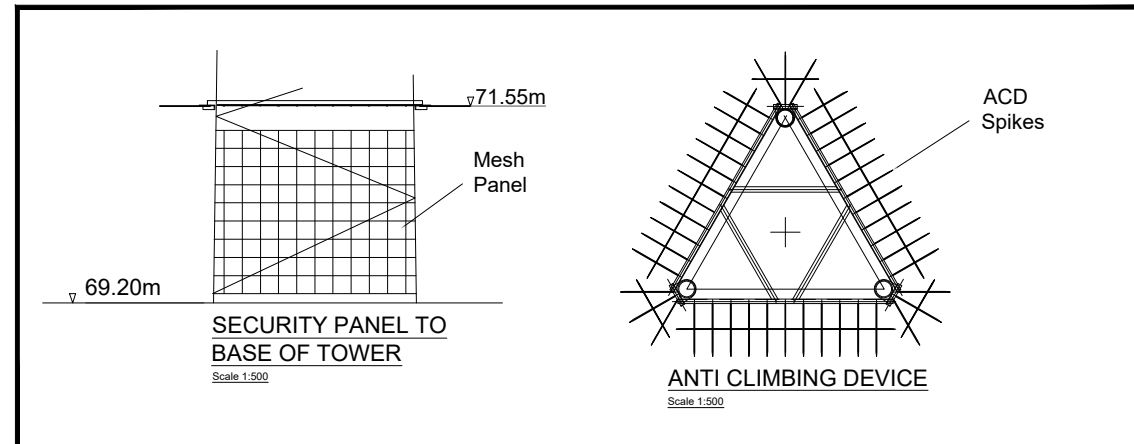 71.55m
Mesh
Panel
69.20m
SECURITY PANEL TO
BASE OF TOWER
Scale 1:500
ACD
Spikes
ANTI CLIMBING DEVICE
Scale 1:500